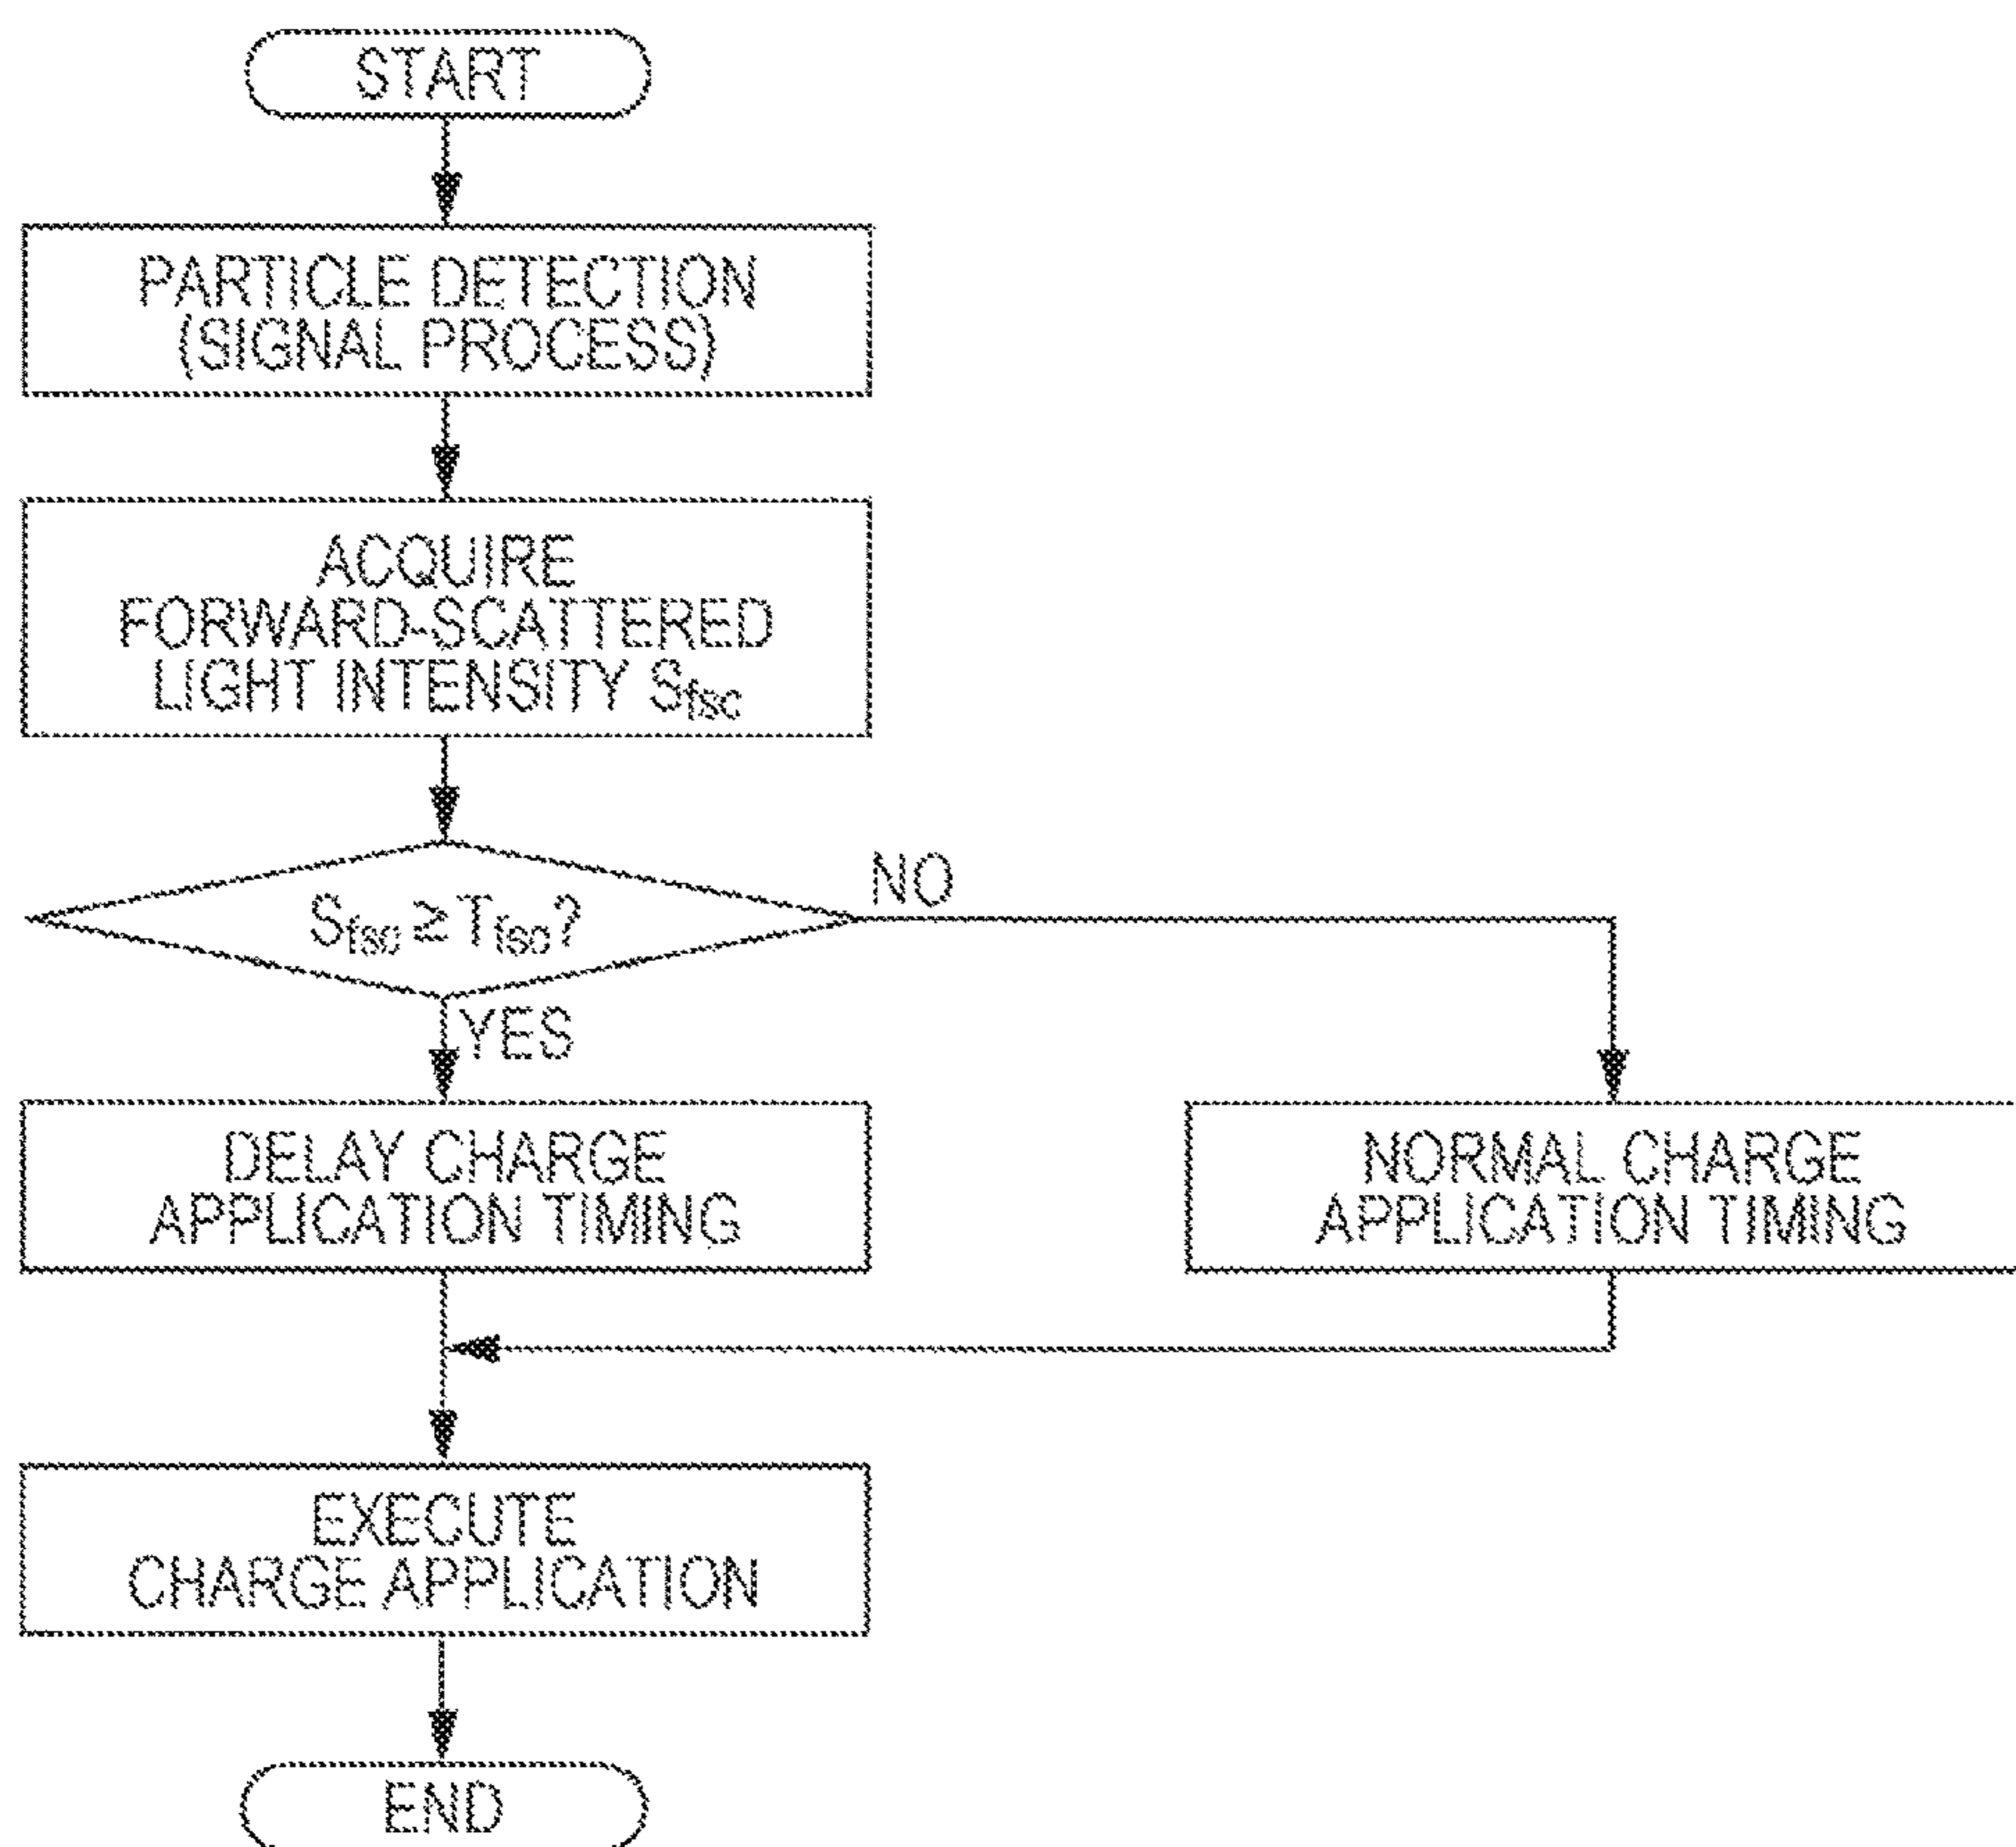 START
PARTICLE DETECTION
(SIGNAL PROCESS)
ACQUIRE
FORWARD-SCATTERED
LIGHT INTENSITY Sfsc
Sfsc ≥ Tfsc?
NO
YES
DELAY CHARGE
APPLICATION TIMING
NORMAL CHARGE
APPLICATION TIMING
EXECUTE
CHARGE APPLICATION
END